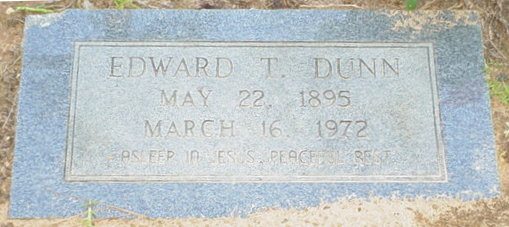 EDWARD T. DUNN
MAY 22, 1895
MARCH 16, 1972
ASLEEP IN JESUS, PEACEFUL REST